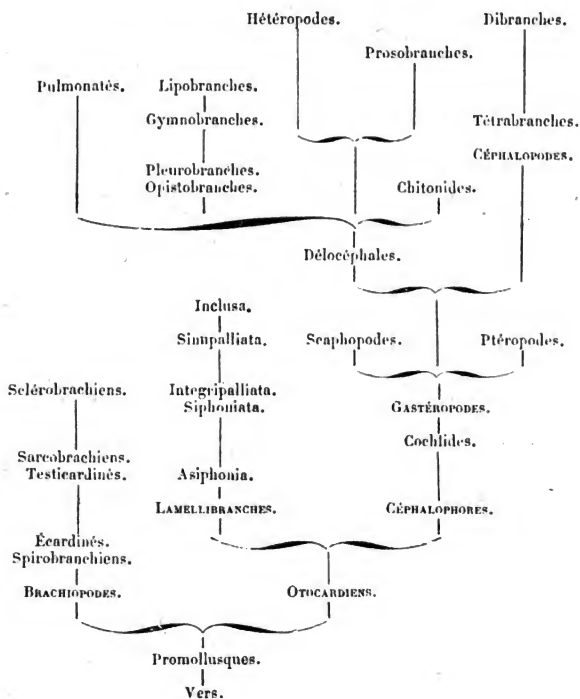 Hétéropodes. Dibranches.
Prosobranches.
Pulmonatés. Lipobranches.
Gymnobranches. Tétrabranches.
CÉPHALOPODES.
Pleurobranches.
Opistobranches. Chitonides.
Délocéphales.
Inclusa.
Sinupalliata. Scaphopodes. Ptéropodes.
Sclérobrachiens. Integripalliata.
Siphoniata. GASTÉROPODES.
Cochlides.
Sarcobrachiens.
Testicardinés. Asiphonia.
LAMELLIBRANCHES. CÉPHALOPHORES.
Écardinés.
Spirobranchiens.
BRACHIOPODES. OTOCARDIENS.
Promollusques.
Vers.